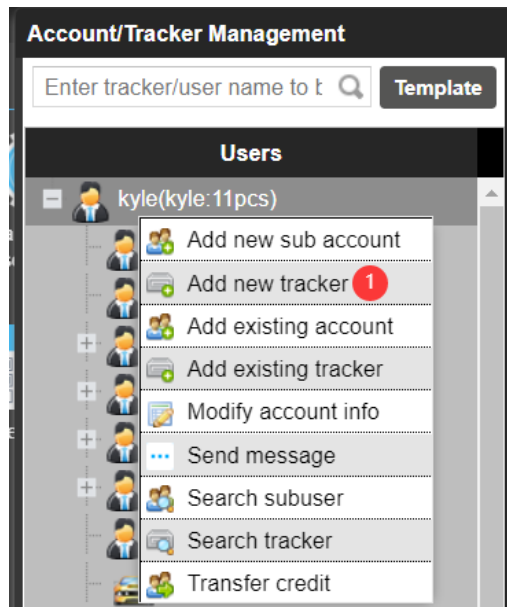 Account/Tracker Management
Enter tracker/user name to b
Template
Users
kyle(kyle:11pcs)
Add new sub account
Add new tracker 1
Add existing account
Add existing tracker
Modify account info
Send message
Search subuser
Search tracker
Transfer credit